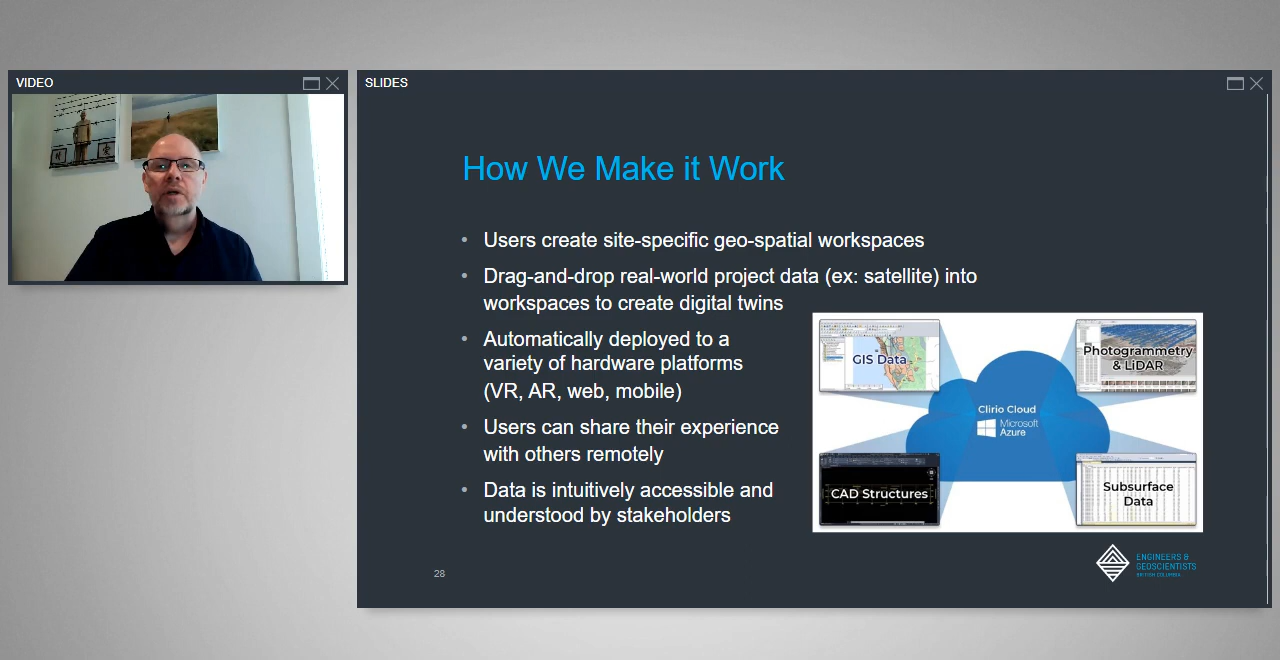 VIDEO
SLIDES
How We Make it Work
• Users create site-specific geo-spatial workspaces
• Drag-and-drop real-world project data (ex: satellite) into
workspaces to create digital twins
• Automatically deployed to a
variety of hardware platforms
(VR, AR, web, mobile)
• Users can share their experience
with others remotely
• Data is intuitively accessible and
understood by stakeholders
GIS Data
Photogrammetry
& LiDAR
Clirio Cloud
Microsoft
Azure
CAD Structures
Subsurface
Data
28
ENGINEERS &
GEOSCIENTISTS
BRITISH COLUMBIA